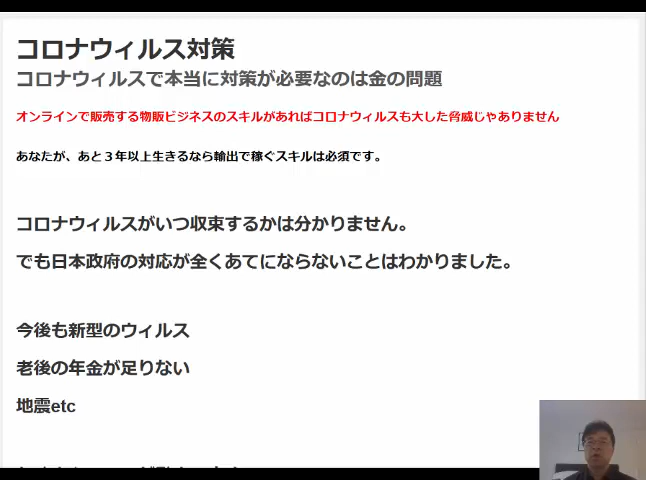 コロナウィルス対策
コロナウィルスで本当に対策が必要なのは金の問題
オンラインで販売する物販ビジネスのスキルがあればコロナウィルスも大した脅威じゃありません
あなたが、あと３年以上生きるなら輸出で稼ぐスキルは必須です。
コロナウィルスがいつ収束するかは分かりません。
でも日本政府の対応が全くあてにならないことはわかりました。
今後も新型のウィルス
老後の年金が足りない
地震etc